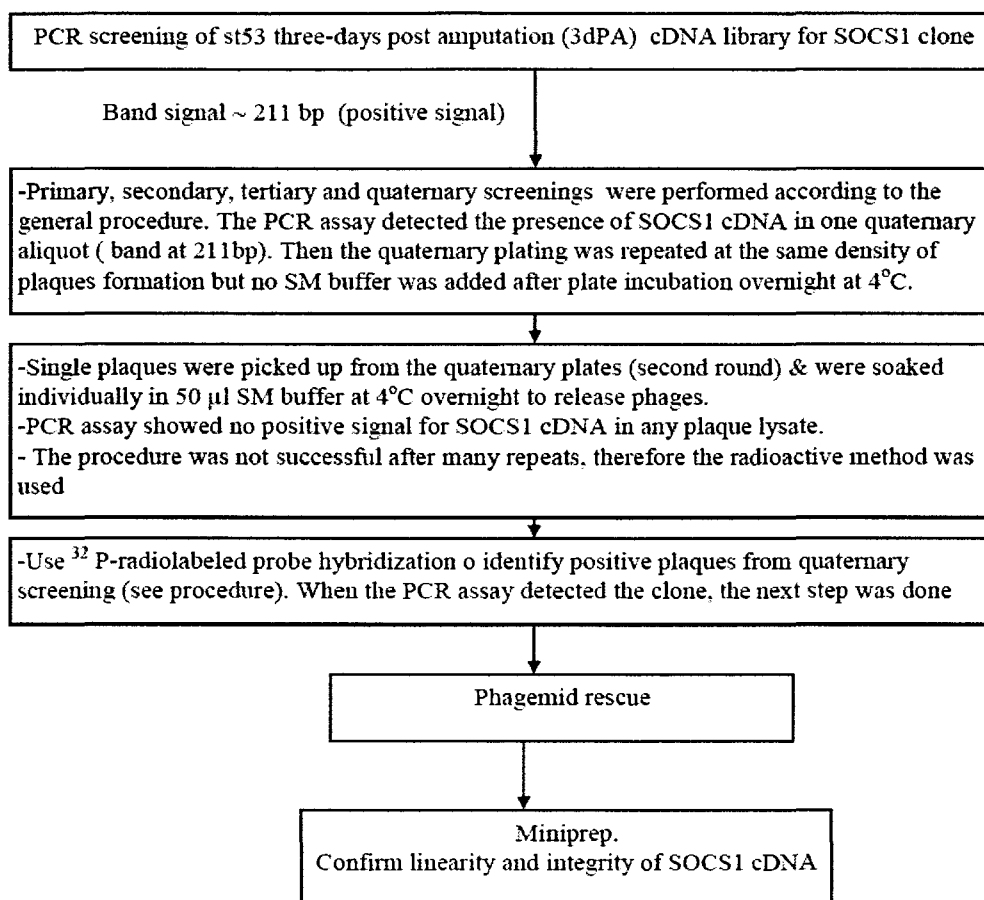 PCR screening of st53 three-days post amputation (3dPA) cDNA library for SOCS1 clone
Band signal ~ 211 bp (positive signal)
-Primary, secondary, tertiary and quaternary screenings were performed according to the
general procedure. The PCR assay detected the presence of SOCS1 cDNA in one quaternary
aliquot ( band at 211bp). Then the quaternary plating was repeated at the same density of
plaques formation but no SM buffer was added after plate incubation overnight at 4°C.
-Single plaques were picked up from the quaternary plates (second round) & were soaked
individually in 50 µl SM buffer at 4°C overnight to release phages.
-PCR assay showed no positive signal for SOCS1 cDNA in any plaque lysate.
- The procedure was not successful after many repeats, therefore the radioactive method was
used
-Use ³² P-radiolabeled probe hybridization o identify positive plaques from quaternary
screening (see procedure). When the PCR assay detected the clone, the next step was done
Phagemid rescue
Miniprep.
Confirm linearity and integrity of SOCS1 cDNA